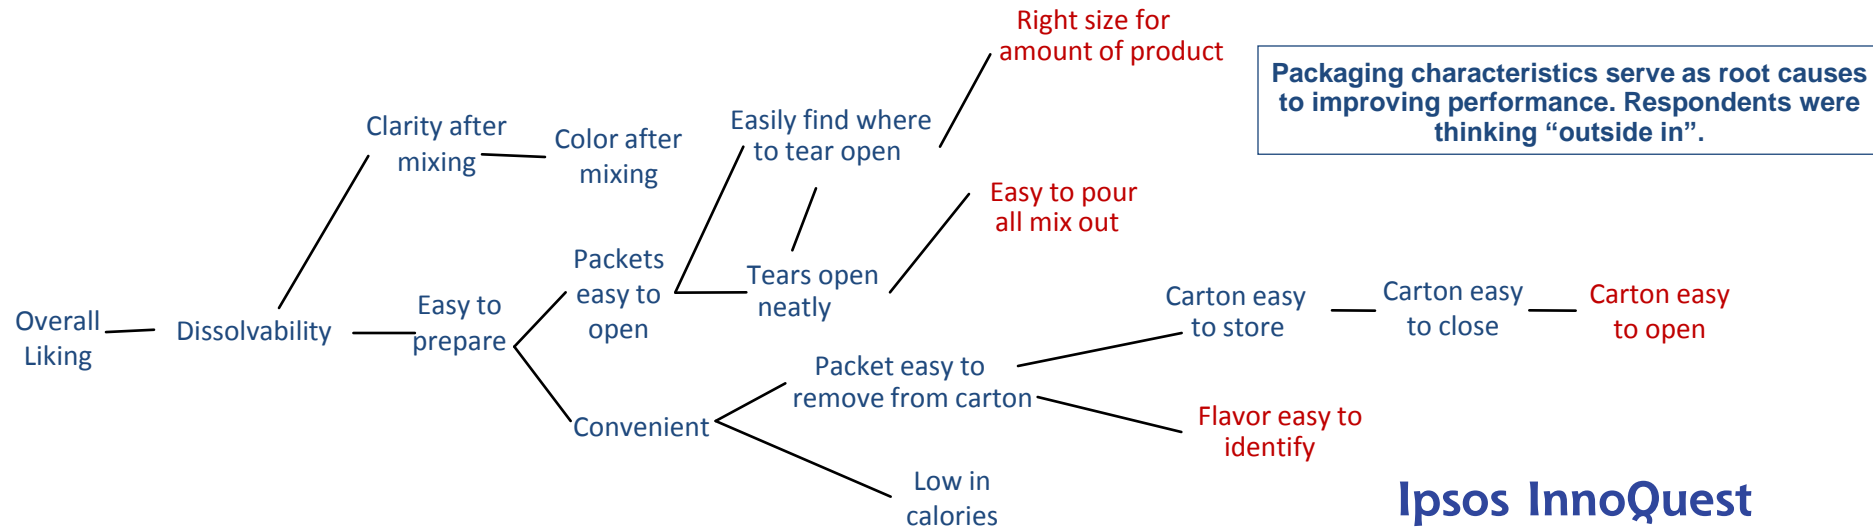 Right size for
amount of product
Packaging characteristics serve as root causes
to improving performance. Respondents were
thinking “outside in”.
Clarity after
mixing
Color after
mixing
Easily find where
to tear open
Easy to pour
all mix out
Overall
Liking
Dissolvability
Easy to
prepare
Packets
easy to
open
Tears open
neatly
Carton easy
to store
Carton easy
to close
Carton easy
to open
Convenient
Packet easy to
remove from carton
Flavor easy to
identify
Low in
calories
Ipsos InnoQuest